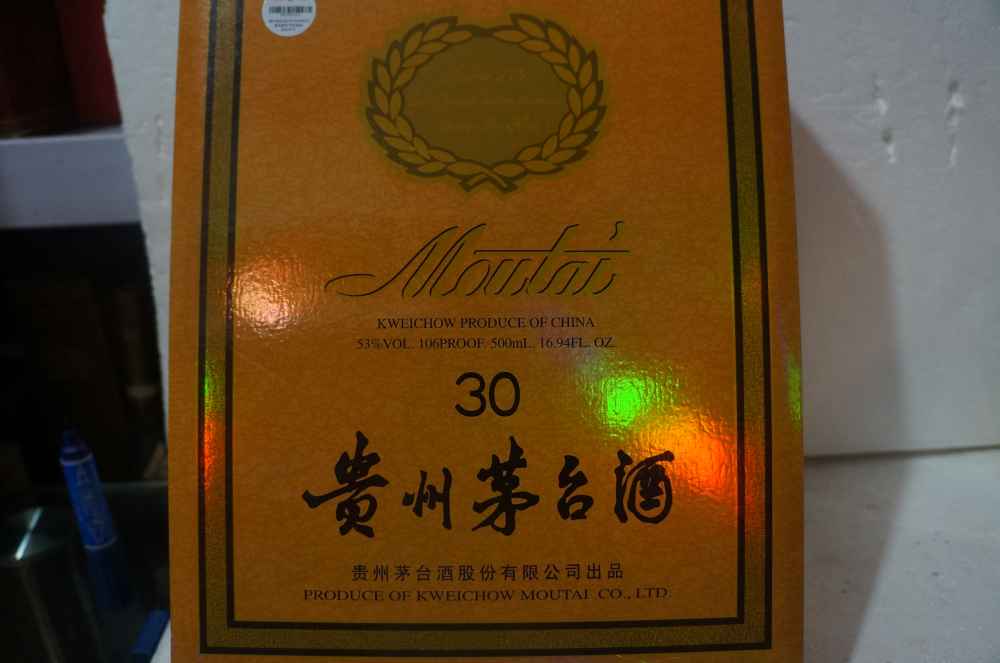 Moutai
KWEICHOW PRODUCE OF CHINA
53%VOL. 106PROOF. 500mL. 16.94FL. OZ.
30
贵州茅台酒
贵州茅台酒股份有限公司出品
PRODUCE OF KWEICHOW MOUTAI CO., LTD.